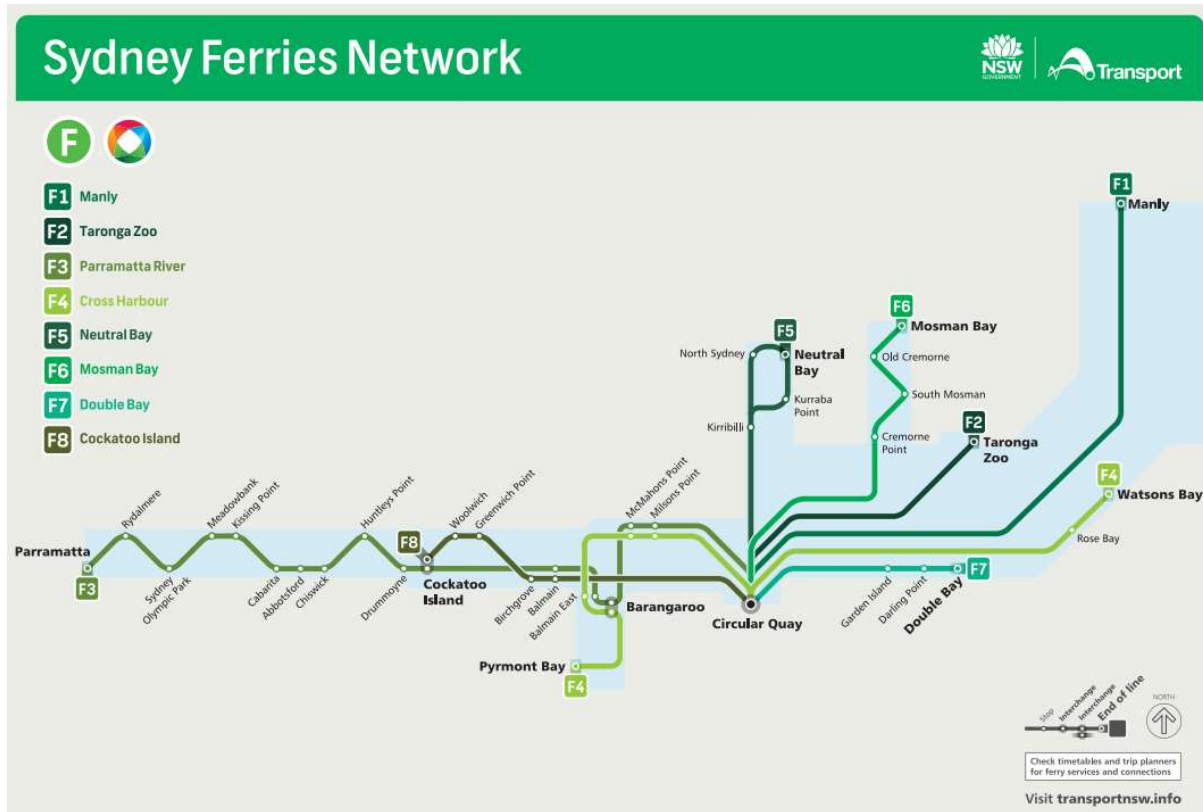 Sydney Ferries Network
NSW
GOVERNMENT
Transport
F
F1 Manly
F2 Taronga Zoo
F3 Parramatta River
F4 Cross Harbour
F5 Neutral Bay
F6 Mosman Bay
F7 Double Bay
F8 Cockatoo Island
F1
Manly
F6
Mosman Bay
Old Cremorne
South Mosman
Cremorne
Point
F5
North Sydney
Neutral
Bay
Kurraba
Point
Kirribilli
F2
Taronga
Zoo
F4
Watsons Bay
Rose Bay
Parramatta
F3
Rydalmere
Sydney
Olympic Park
Meadowbank
Kissing Point
Cabarita
Abbotsford
Chiswick
Huntleys Point
Drummoyne
F8
Cockatoo
Island
Woolwich
Greenwich Point
Birchgrove
Balmain
Balmain East
McMahons Point
Milsons Point
Barangaroo
Pyrmont Bay
F4
Circular Quay
Garden Island
Darling Point
Double Bay
F7
Stop
Interchange
Interchange
End of line
NORTH
Check timetables and trip planners
for ferry services and connections
Visit transportnsw.info